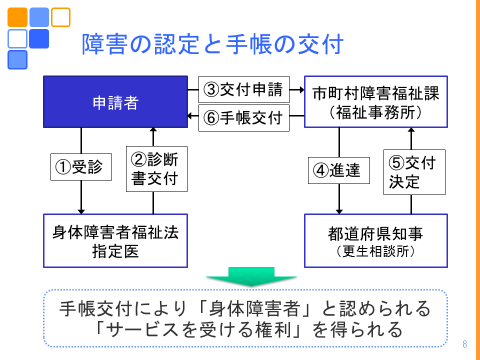 障害の認定と手帳の交付
申請者
③交付申請
⑥手帳交付
市町村障害福祉課
（福祉事務所）
①受診
②診断
書交付
④進達
⑤交付
決定
身体障害者福祉法
指定医
都道府県知事
（更生相談所）
手帳交付により「身体障害者」と認められる
「サービスを受ける権利」を得られる
8